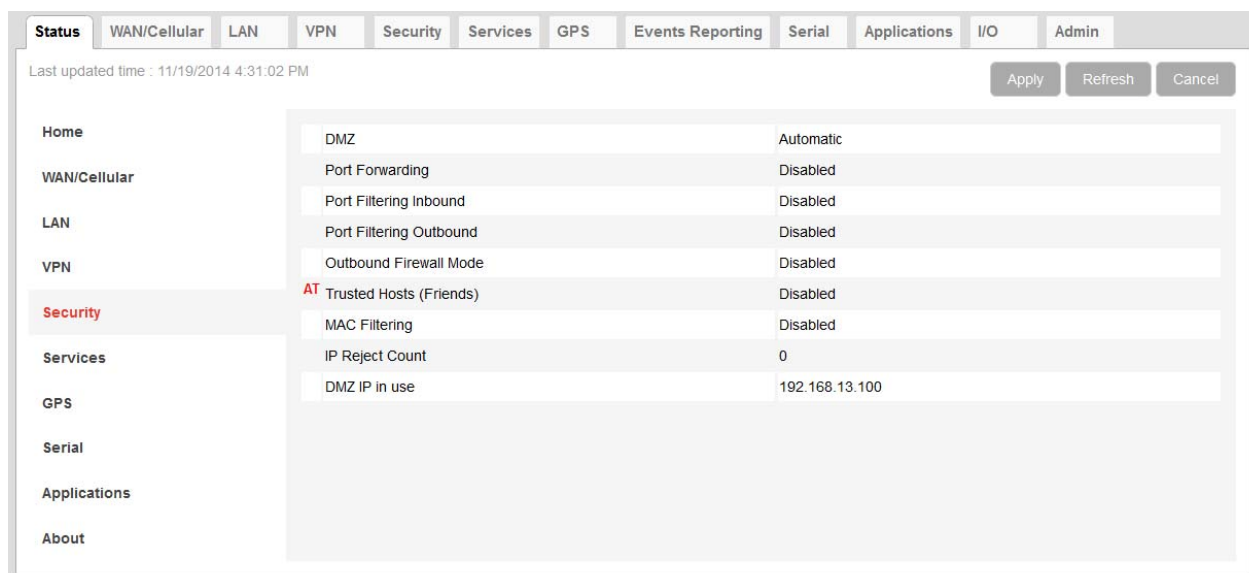 Status WAN/Cellular LAN VPN Security Services GPS Events Reporting Serial Applications I/O Admin
Last updated time : 11/19/2014 4:31:02 PM
Apply Refresh Cancel
Home
WAN/Cellular
LAN
VPN
Security
Services
GPS
Serial
Applications
About
DMZ Automatic
Port Forwarding Disabled
Port Filtering Inbound Disabled
Port Filtering Outbound Disabled
Outbound Firewall Mode Disabled
AT Trusted Hosts (Friends) Disabled
MAC Filtering Disabled
IP Reject Count 0
DMZ IP in use 192.168.13.100